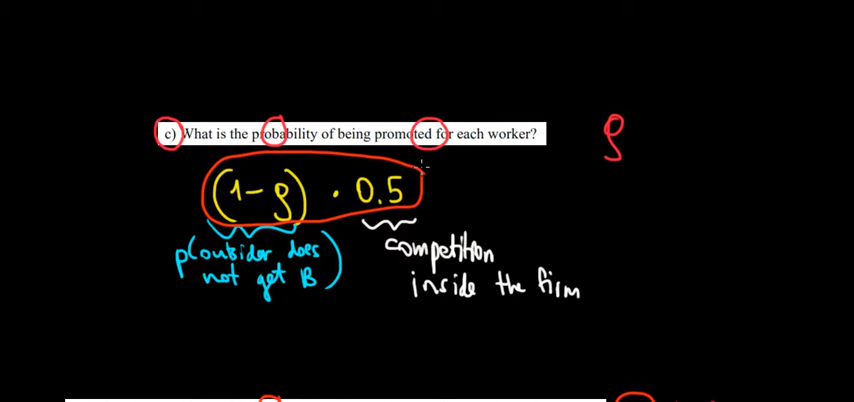 c) What is the probability of being promoted for each worker?
ρ
(1-ρ) · 0.5
p(outsider does
not get B)
competition
inside the firm